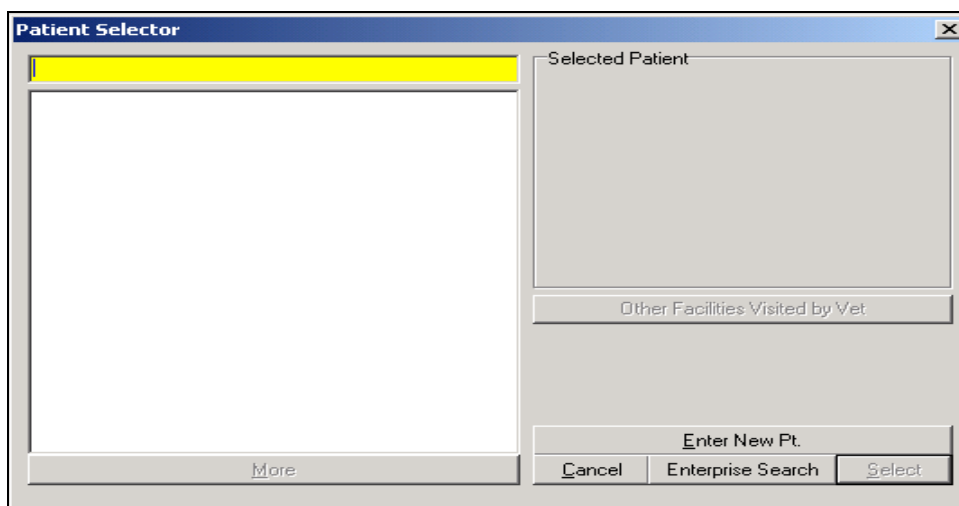 Patient Selector
Selected Patient
Other Facilities Visited by Vet
Enter New Pt.
More
Cancel
Enterprise Search
Select